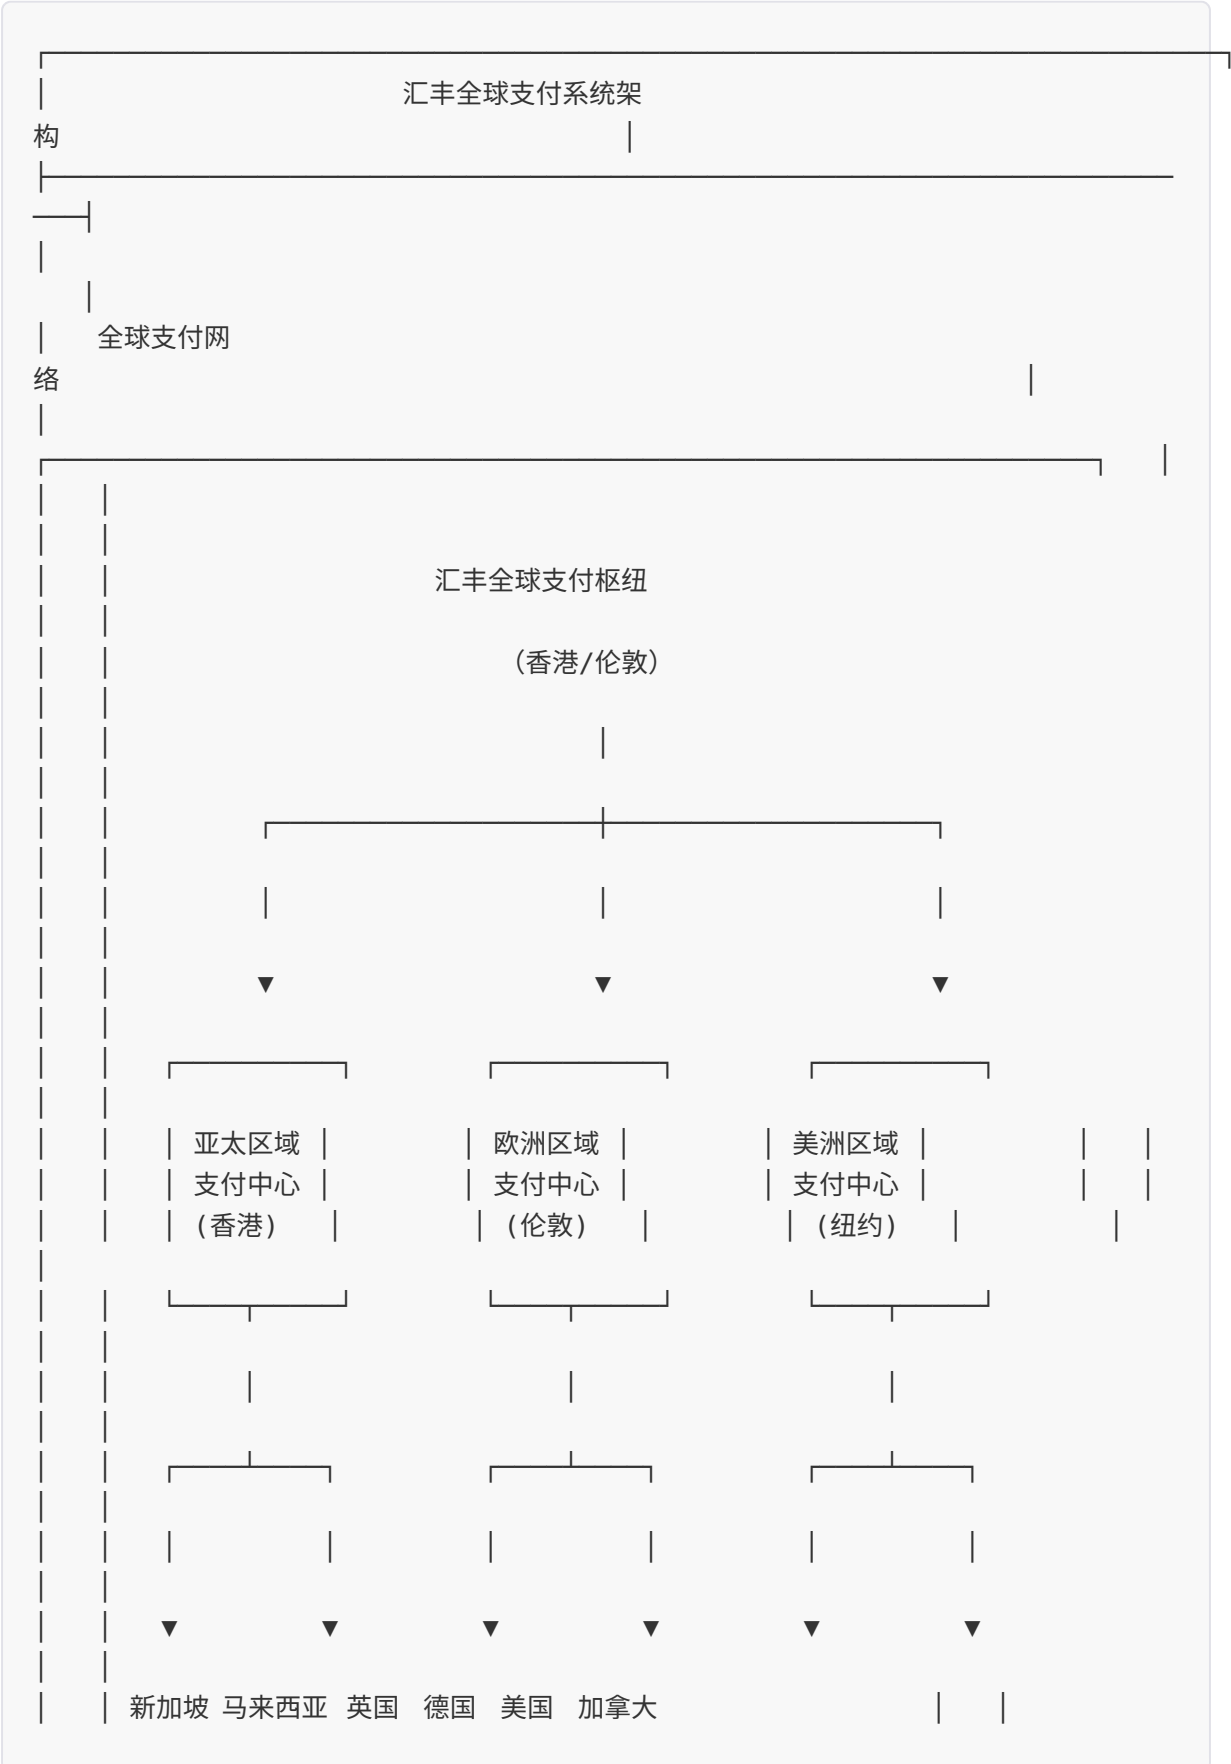 汇丰全球支付系统架
构
全球支付网
络
汇丰全球支付枢纽
（香港/伦敦）
亚太区域 欧洲区域 美洲区域
支付中心 支付中心 支付中心
(香港) (伦敦) (纽约)
新加坡 马来西亚 英国 德国 美国 加拿大